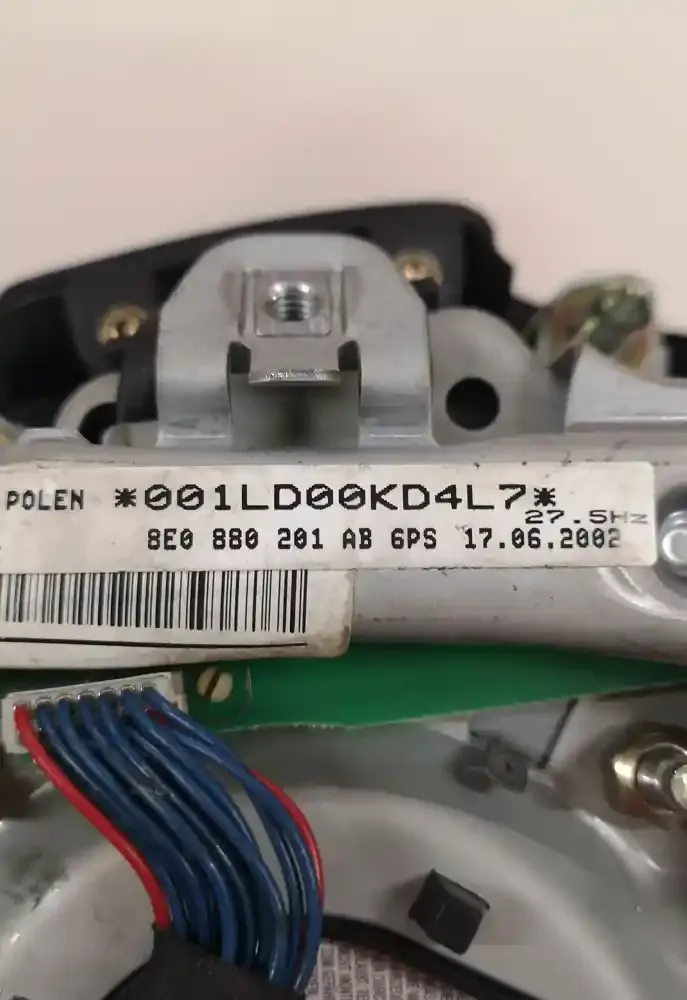 POLEN *001LD00KD4L7*
27.5Hz
8E0 880 201 AB 6PS 17.06.2002